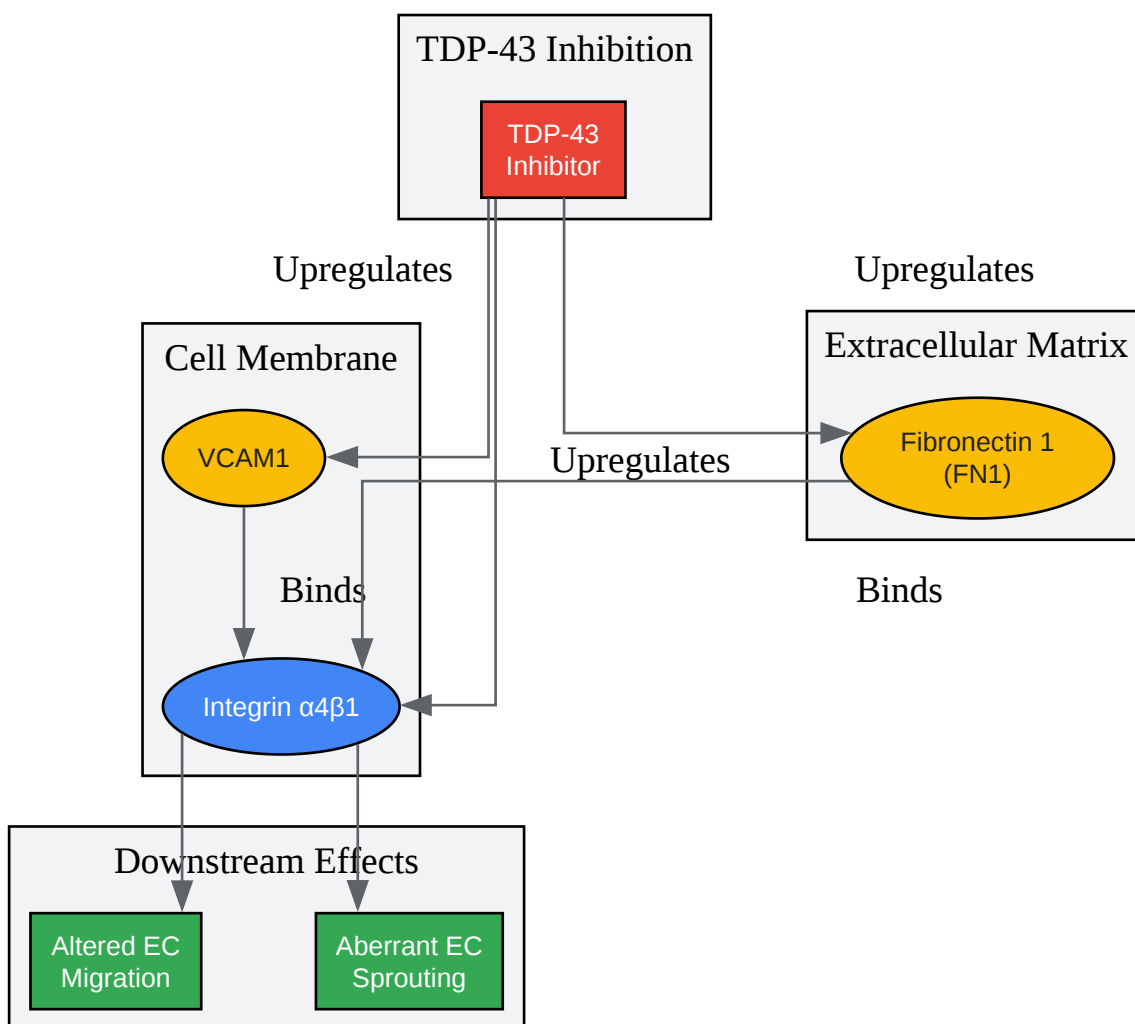 TDP-43 Inhibition
TDP-43
Inhibitor
Upregulates
Upregulates
Cell Membrane
Extracellular Matrix
VCAM1
Upregulates
Fibronectin 1
(FN1)
Binds
Binds
Integrin α4β1
Downstream Effects
Altered EC
Migration
Aberrant EC
Sprouting